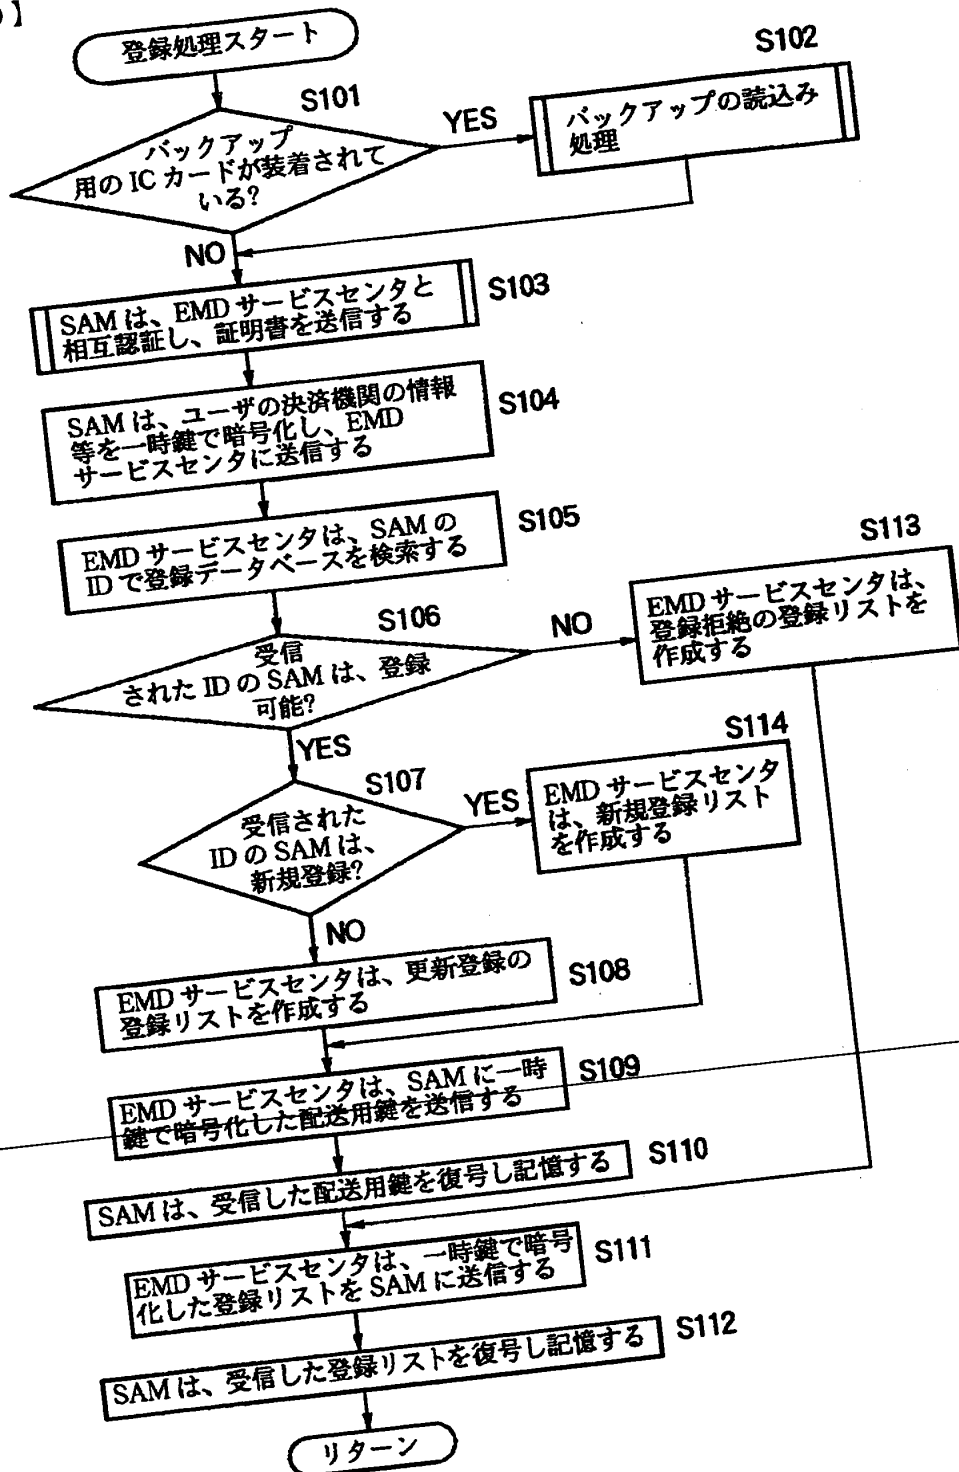 】
登録処理スタート
S101
バックアップ
用の IC カードが装着されて
いる?
YES
S102
バックアップの読込み
処理
NO
S103
SAM は、EMD サービスセンタと
相互認証し、証明書を送信する
S104
SAM は、ユーザの決済機関の情報
等を一時鍵で暗号化し、EMD
サービスセンタに送信する
S105
EMD サービスセンタは、SAM の
ID で登録データベースを検索する
S106
受信
された ID の SAM は、登録
可能?
NO
S113
EMD サービスセンタは、
登録拒絶の登録リストを
作成する
YES
S107
受信された
ID の SAM は、
新規登録?
YES
S114
EMD サービスセンタ
は、新規登録リスト
を作成する
NO
S108
EMD サービスセンタは、更新登録の
登録リストを作成する
S109
EMD サービスセンタは、SAM に一時
鍵で暗号化した配送用鍵を送信する
S110
SAM は、受信した配送用鍵を復号し記憶する
S111
EMD サービスセンタは、一時鍵で暗号
化した登録リストを SAM に送信する
S112
SAM は、受信した登録リストを復号し記憶する
リターン